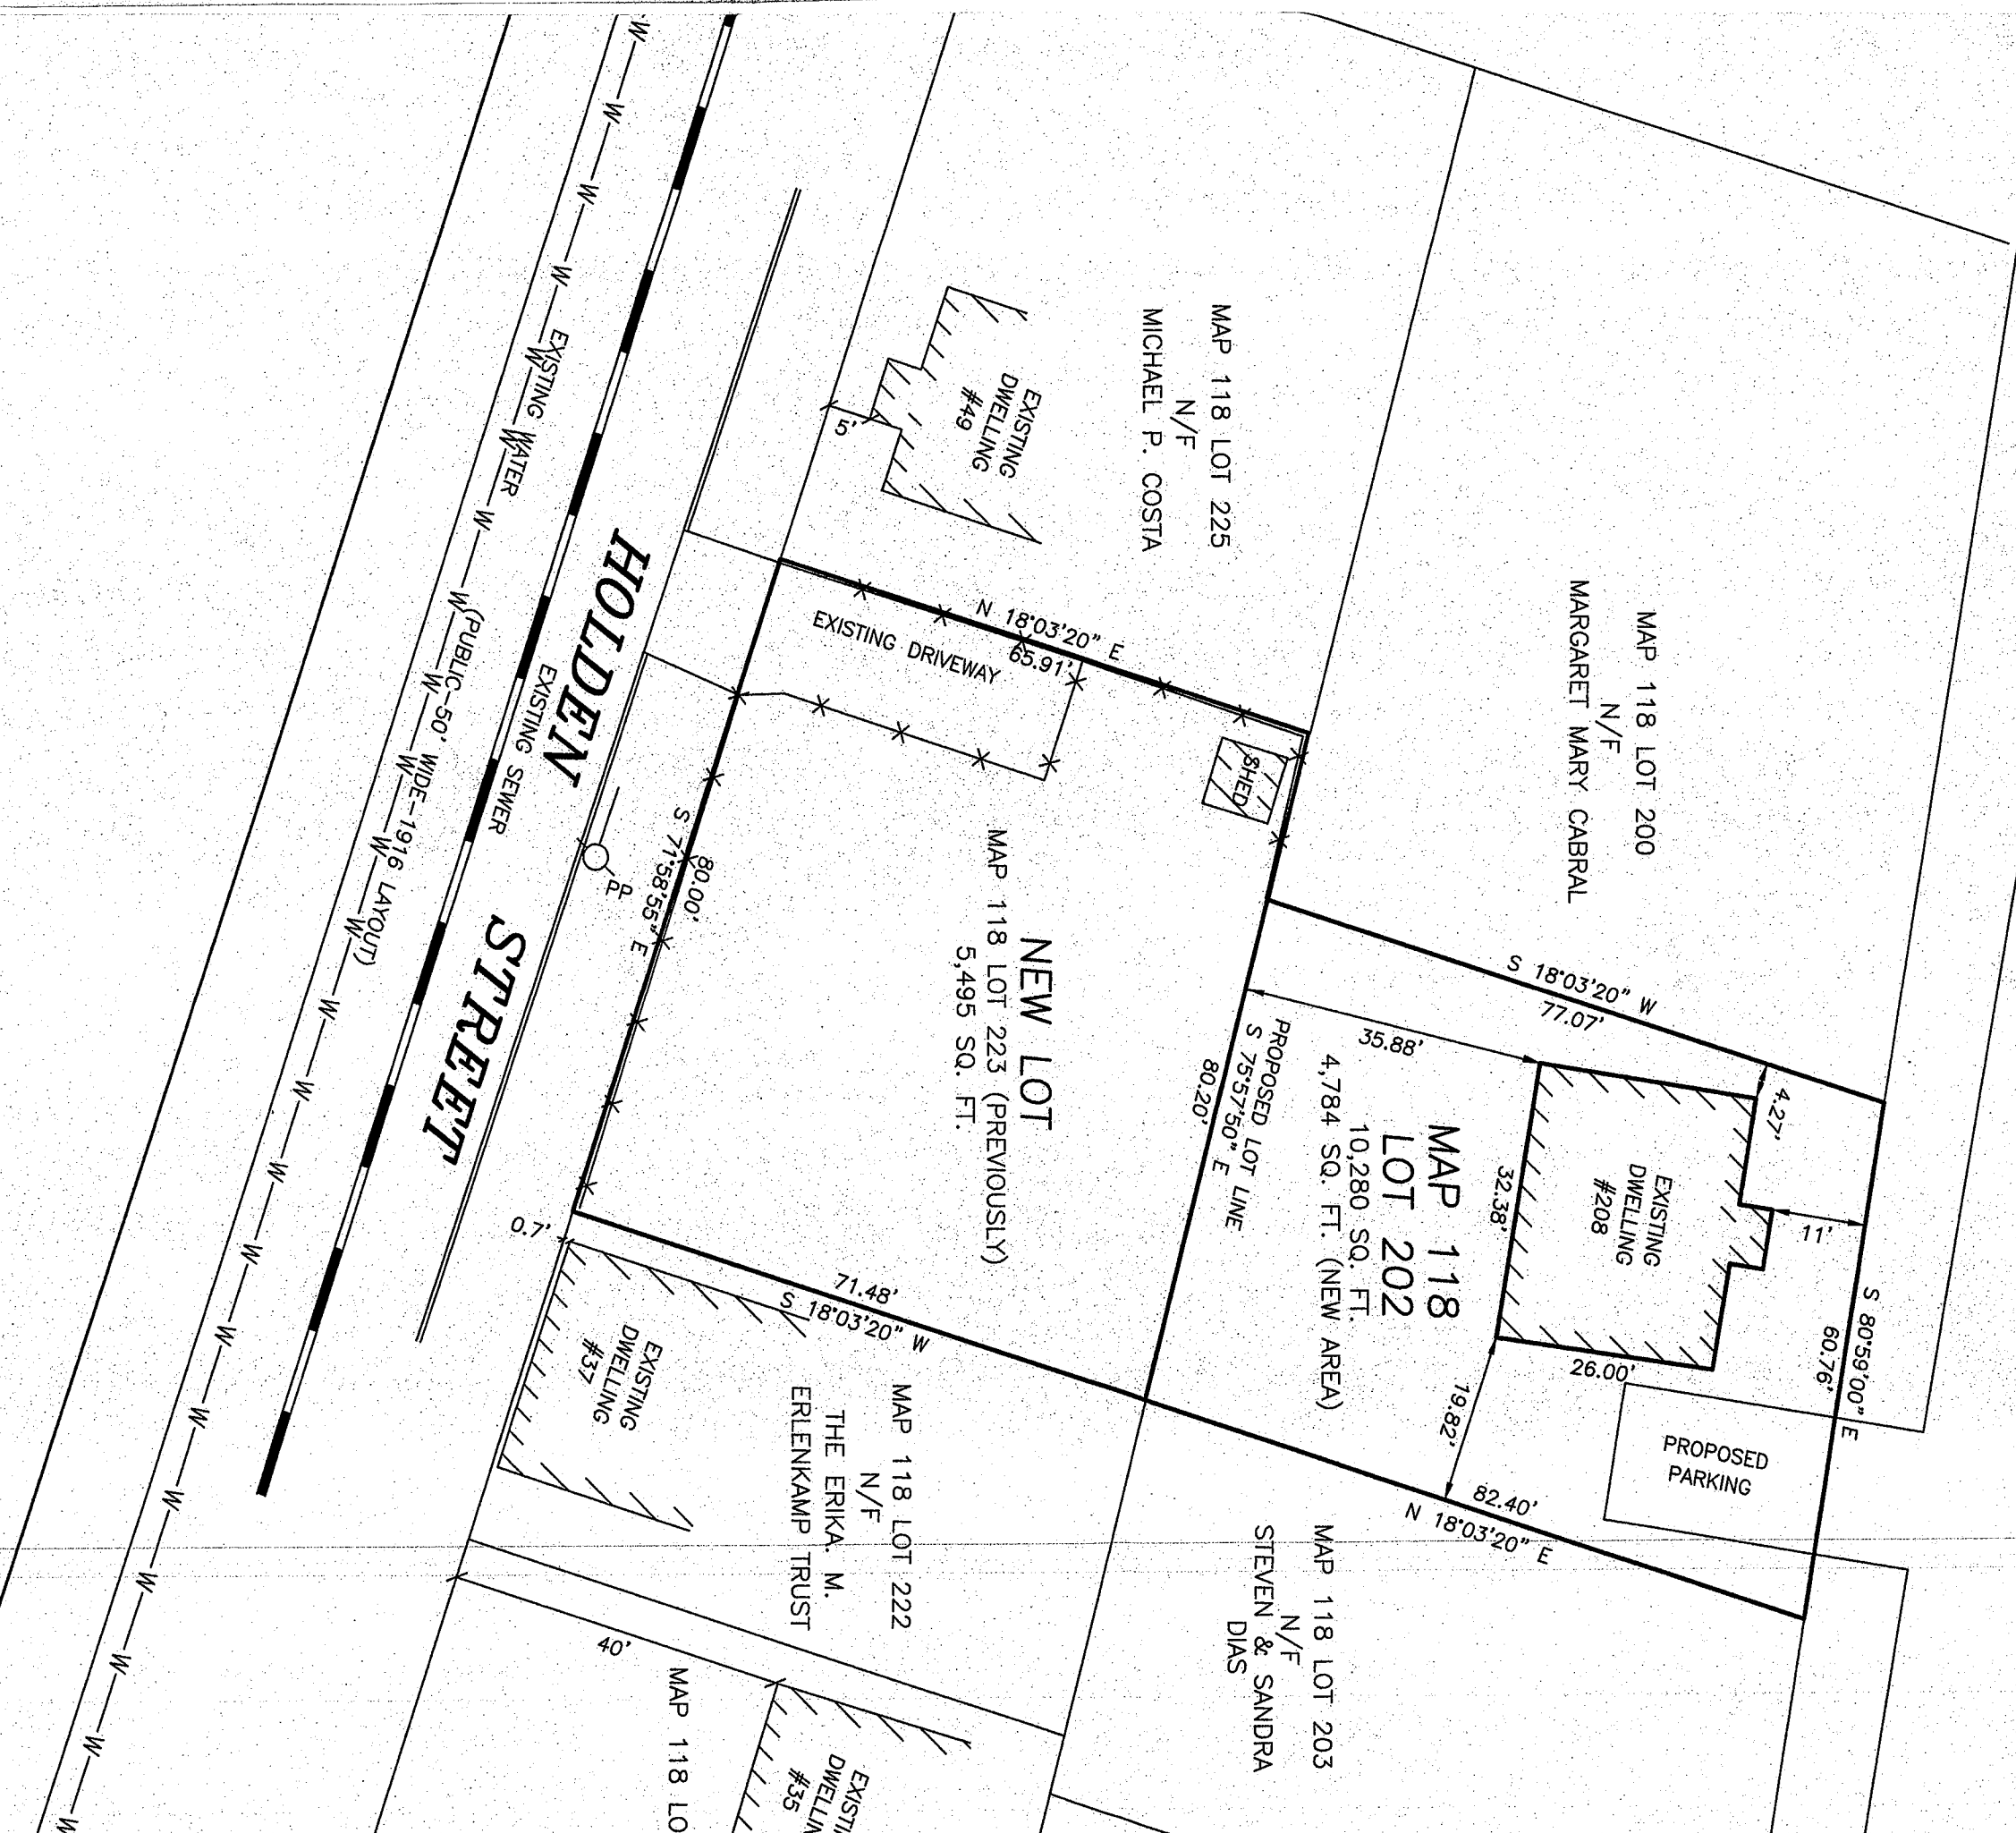 MAP 118 LOT 200
N/F
MARGARET MARY CABRAL
MAP 118 LOT 225
N/F
MICHAEL P. COSTA
EXISTING
DWELLING
#49
5'
N 18°03'20" E
65.91'
EXISTING DRIVEWAY
SHED
S 18°03'20" W
77.07'
4.27'
11'
S 80°59'00" E
60.76'
EXISTING
DWELLING
#208
35.88'
32.38'
26.00'
19.82'
PROPOSED
PARKING
MAP 118
LOT 202
10,280 SQ. FT.
4,784 SQ. FT. (NEW AREA)
PROPOSED LOT LINE
S 75°57'50" E
80.20'
82.40'
N 18°03'20" E
NEW LOT
MAP 118 LOT 223 (PREVIOUSLY)
5,495 SQ. FT.
80.00'
S 71°58'55" E
71.48'
S 18°03'20" W
0.7'
PP
HOLDEN STREET
EXISTING SEWER
(PUBLIC-50' WIDE-1916 LAYOUT)
EXISTING WATER
W W W W W W W W W W W W W W W W W W W W W W W W W W
EXISTING
DWELLING
#37
MAP 118 LOT 222
N/F
THE ERIKA. M.
ERLENKAMP TRUST
MAP 118 LOT 203
N/F
STEVEN & SANDRA
DIAS
40'
MAP 118 LO
EXISTI
DWELLIN
#35